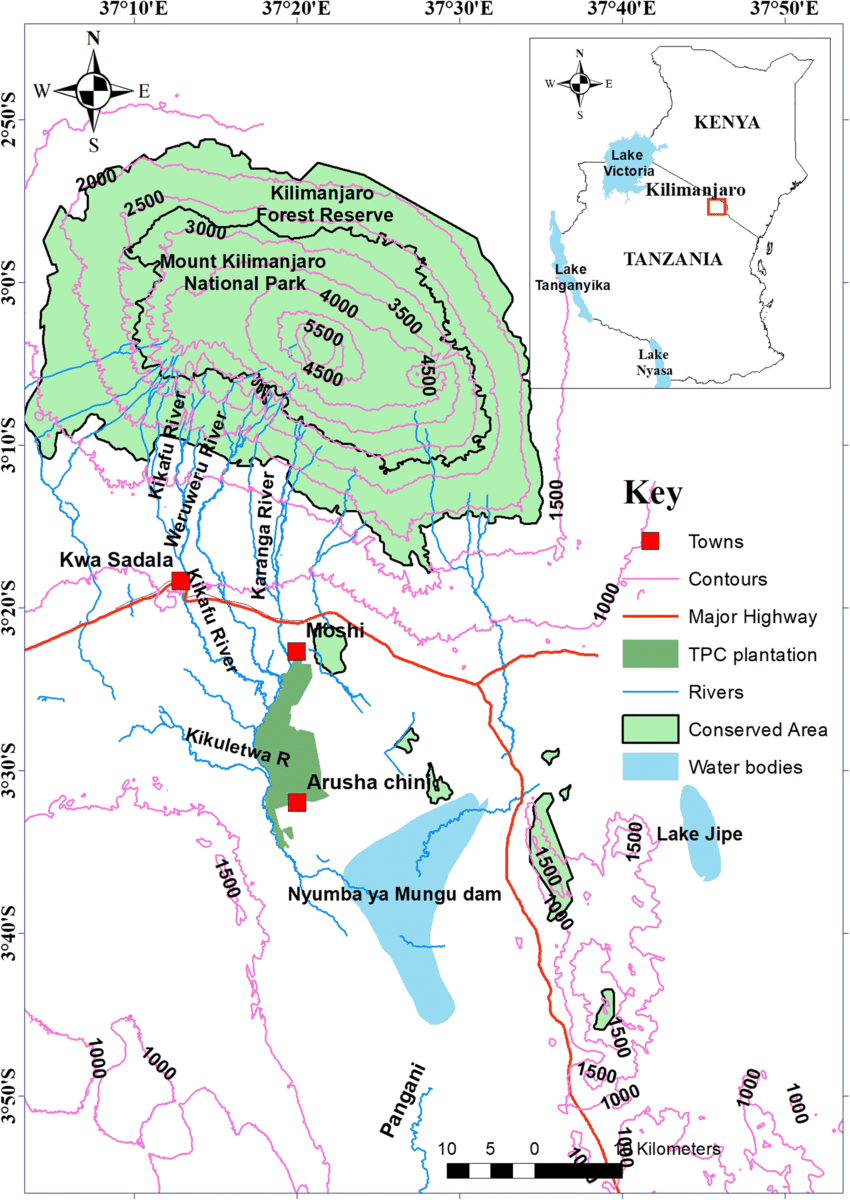 37°10'E
37°20'E
37°30'E
37°40'E
37°50'E
2°50'S
3°0'S
3°10'S
3°20'S
3°30'S
3°40'S
3°50'S
N
W
E
S
N
W
E
S
KENYA
Lake
Victoria
Kilimanjaro
TANZANIA
Lake
Tanganyika
Lake
Nyasa
2000
2500
3000
Kilimanjaro
Forest Reserve
Mount Kilimanjaro
National Park
4000
3500
5500
4500
4500
Kikafu River
Weruweru River
Karanga River
1500
1000
Kwa Sadala
Kikafu River
Moshi
Kikuletwa R
Arusha chini
Nyumba ya Mungu dam
Lake Jipe
1500
1500
1000
1500
1500
1500
1000
1000
1000
1000
1000
1000
Pangani
Key
Towns
Contours
Major Highway
TPC plantation
Rivers
Conserved Area
Water bodies
10 5 0 10 Kilometers